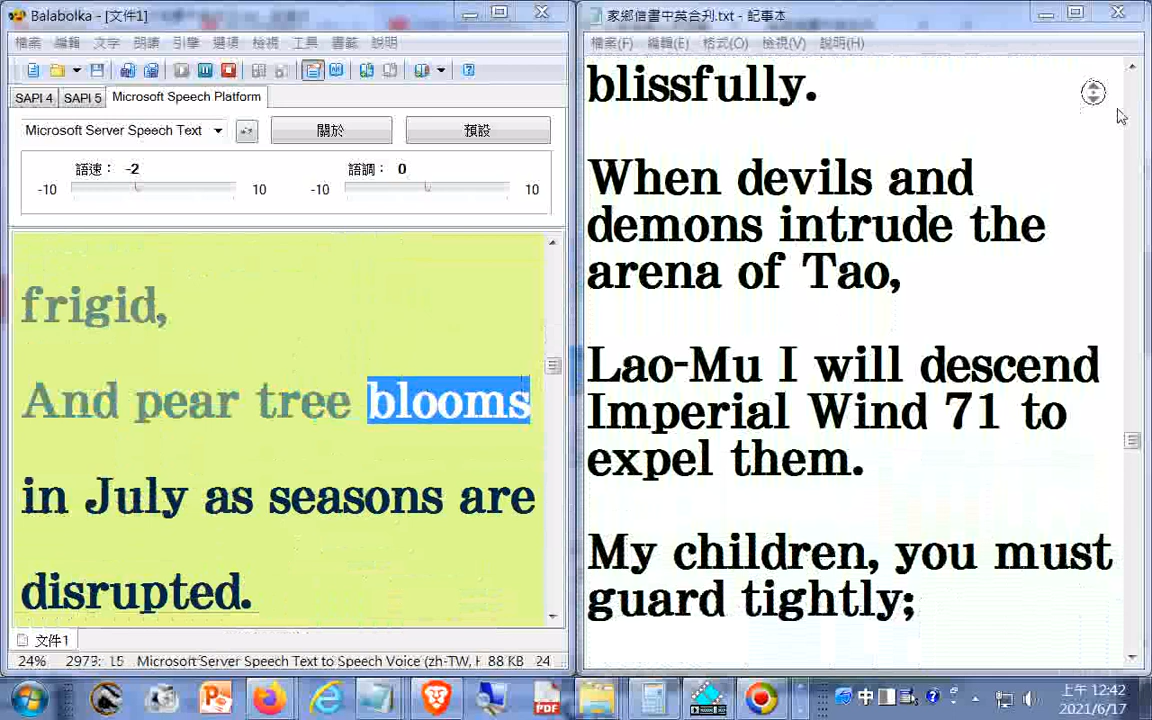 Balabolka - [文件1]
檔案 編輯 文字 朗讀 引擎 選項 檢視 工具 書籤 說明
SAPI 4 SAPI 5 Microsoft Speech Platform
Microsoft Server Speech Text 關於 預設
語速： -2 語調： 0
-10 10 -10 10
frigid,
And pear tree blooms
in July as seasons are
disrupted.
文件1
24% 2973: 15 Microsoft Server Speech Text to Speech Voice (zh-TW, H 88 KB 24
家鄉信書中英合刋.txt - 記事本
檔案(F) 編輯(E) 格式(O) 檢視(V) 說明(H)
blissfully.
When devils and
demons intrude the
arena of Tao,
Lao-Mu I will descend
Imperial Wind 71 to
expel them.
My children, you must
guard tightly;
中
上午 12:42
2021/6/17